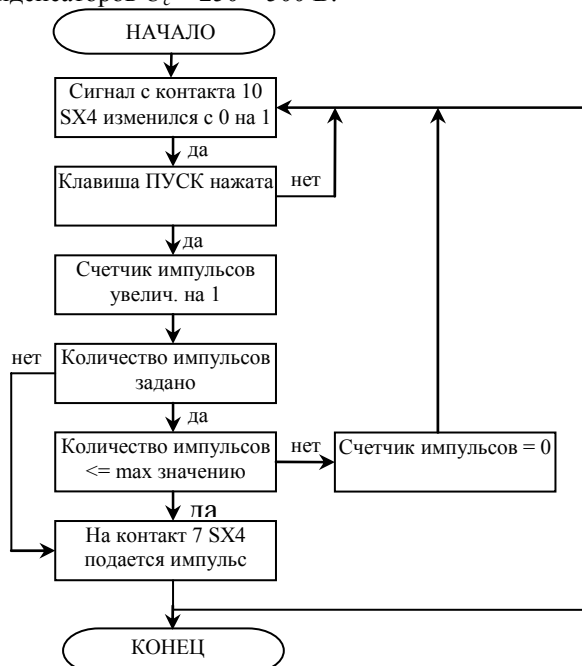 НАЧАЛО
Сигнал с контакта 10
SX4 изменился с 0 на 1
да
Клавиша ПУСК нажата
нет
да
Счетчик импульсов
увелич. на 1
нет
Количество импульсов
задано
да
Количество импульсов
<= max значению
нет
Счетчик импульсов = 0
да
На контакт 7 SX4
подается импульс
КОНЕЦ